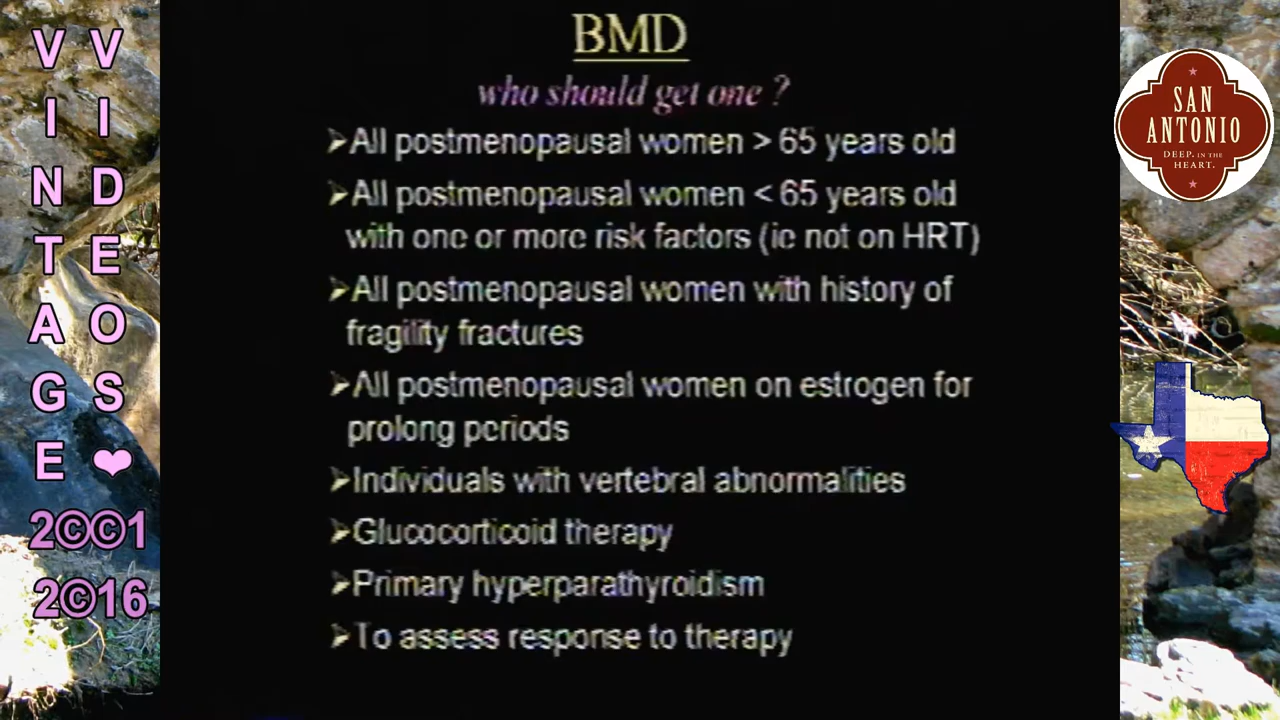 VINTAGE
VIDEOS❤
2©©1
2©16
BMD
who should get one ?
➢All postmenopausal women > 65 years old
➢All postmenopausal women < 65 years old
with one or more risk factors (ie not on HRT)
➢All postmenopausal women with history of
fragility fractures
➢All postmenopausal women on estrogen for
prolong periods
➢Individuals with vertebral abnormalities
➢Glucocorticoid therapy
➢Primary hyperparathyroidism
➢To assess response to therapy
SAN
ANTONIO
DEEP. IN THE
HEART.